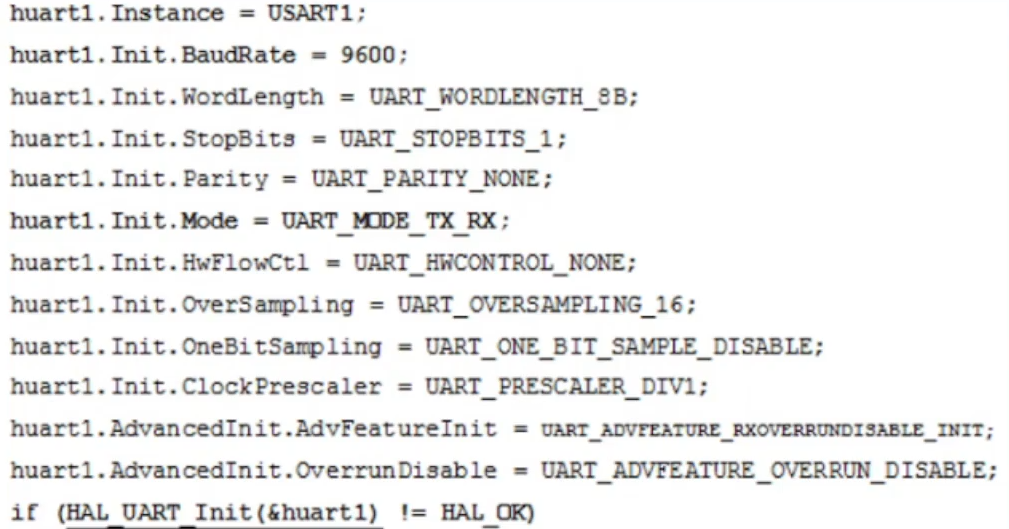 huart1.Instance = USART1;
huart1.Init.BaudRate = 9600;
huart1.Init.WordLength = UART_WORDLENGTH_8B;
huart1.Init.StopBits = UART_STOPBITS_1;
huart1.Init.Parity = UART_PARITY_NONE;
huart1.Init.Mode = UART_MODE_TX_RX;
huart1.Init.HwFlowCtl = UART_HWCONTROL_NONE;
huart1.Init.OverSampling = UART_OVERSAMPLING_16;
huart1.Init.OneBitSampling = UART_ONE_BIT_SAMPLE_DISABLE;
huart1.Init.ClockPrescaler = UART_PRESCALER_DIV1;
huart1.AdvancedInit.AdvFeatureInit = UART_ADVFEATURE_RXOVERRUNDISABLE_INIT;
huart1.AdvancedInit.OverrunDisable = UART_ADVFEATURE_OVERRUN_DISABLE;
if (HAL_UART_Init(&huart1) != HAL_OK)